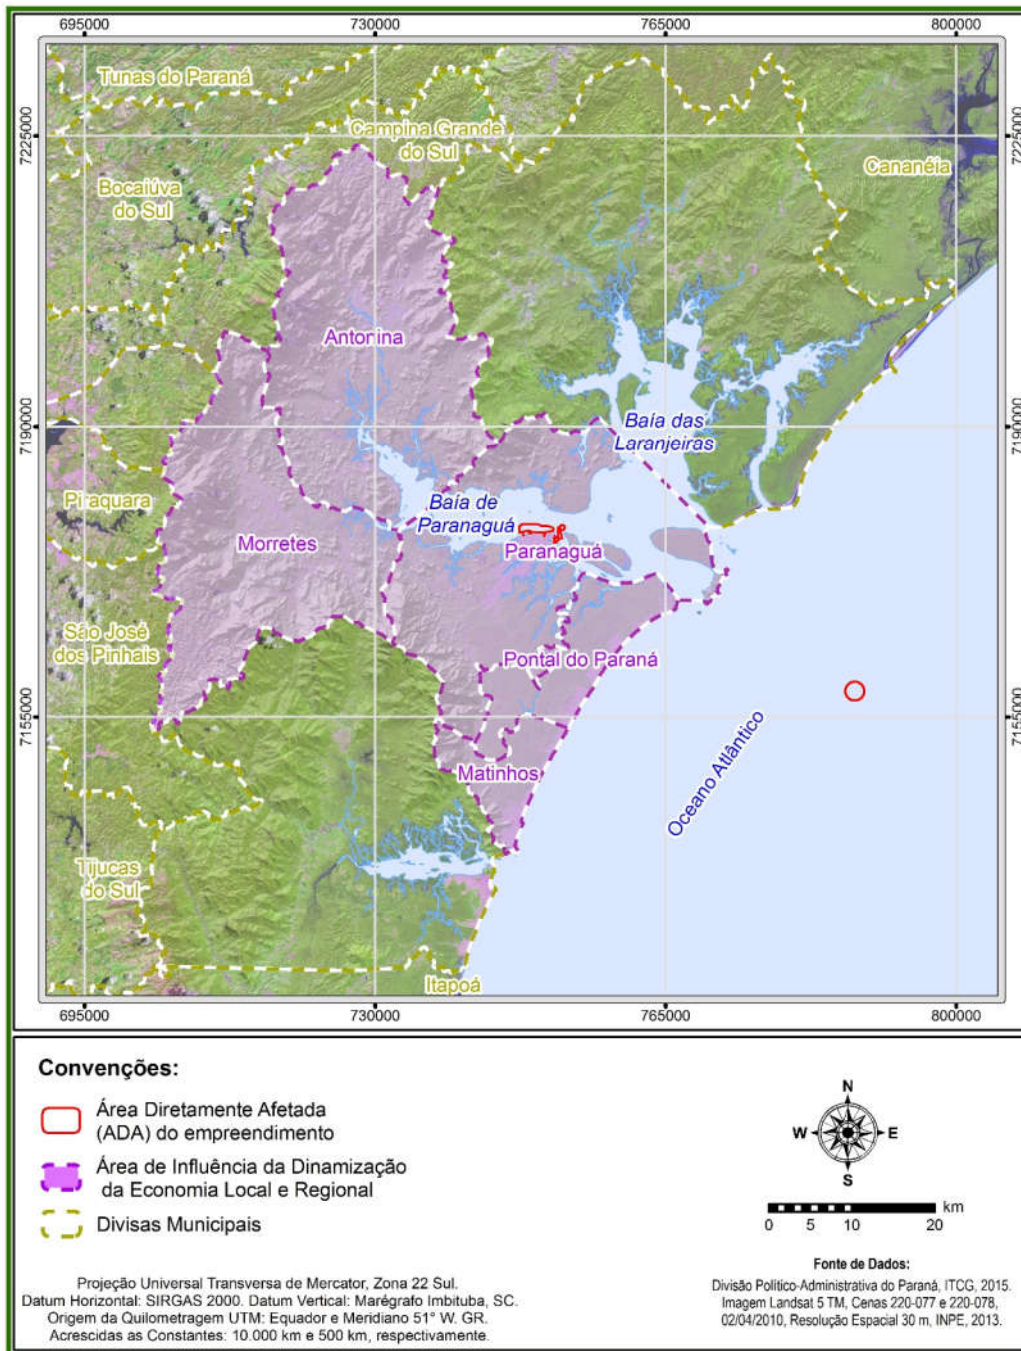 695000
730000
765000
800000
7225000
7225000
Tunas do Paraná
Campina Grande
do Sul
Cananéia
Bocaiúva
do Sul
Antonina
7190000
7190000
Baía das
Laranjeiras
Piraquara
Baía de
Paranaguá
Morretes
Paranaguá
São José
dos Pinhais
Pontal do Paraná
7155000
7155000
Matinhos
Oceano Atlântico
Tijucas
do Sul
Itapoá
695000
730000
765000
800000
Convenções:
Área Diretamente Afetada
(ADA) do empreendimento
Área de Influência da Dinamização
da Economia Local e Regional
Divisas Municipais
N
W
E
S
km
0 5 10 20
Projeção Universal Transversa de Mercator, Zona 22 Sul.
Datum Horizontal: SIRGAS 2000. Datum Vertical: Marégrafo Imbituba, SC.
Origem da Quilometragem UTM: Equador e Meridiano 51° W. GR.
Acrescidas as Constantes: 10.000 km e 500 km, respectivamente.
Fonte de Dados:
Divisão Político-Administrativa do Paraná, ITCG, 2015.
Imagem Landsat 5 TM, Cenas 220-077 e 220-078,
02/04/2010, Resolução Espacial 30 m, INPE, 2013.